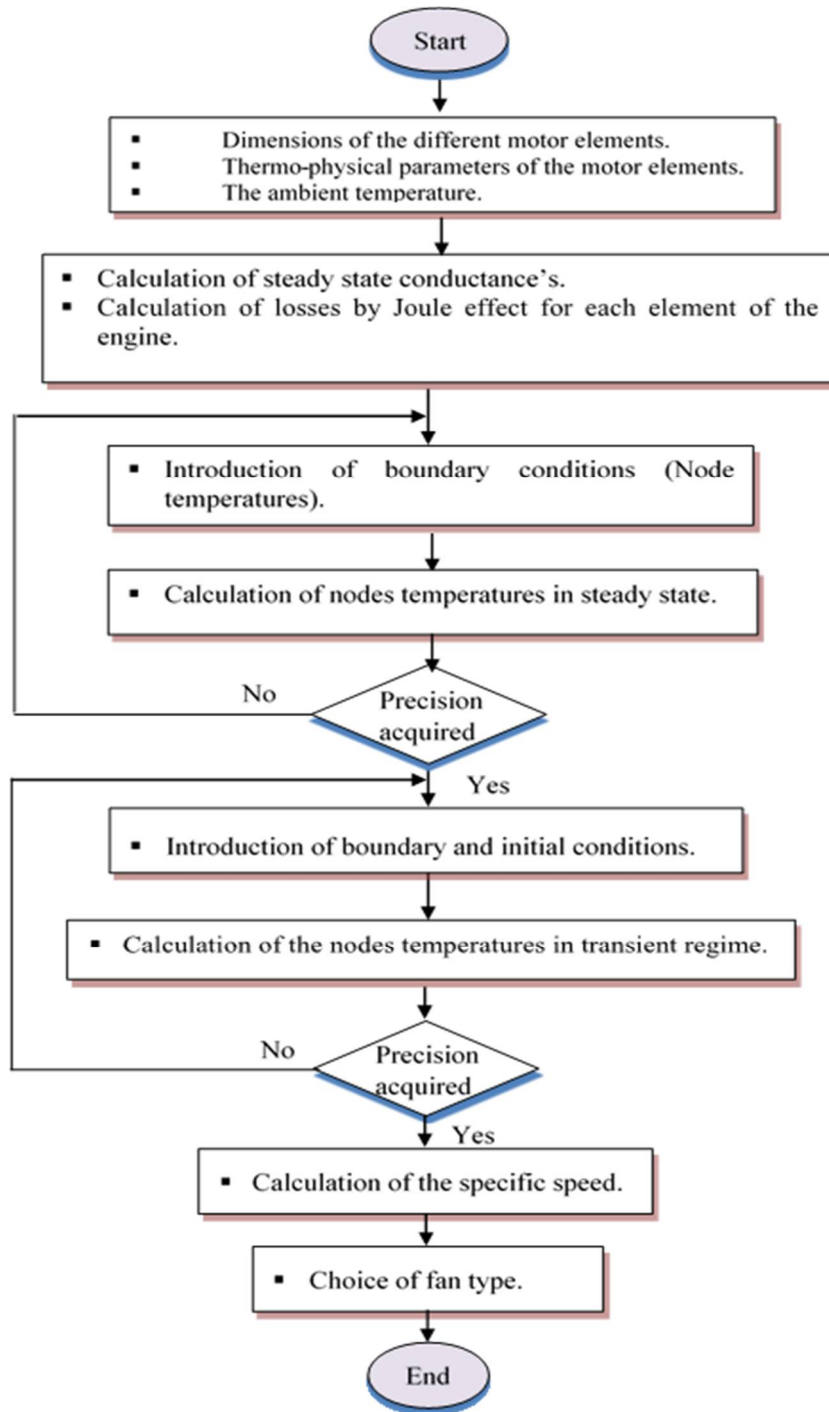 Start
▪ Dimensions of the different motor elements.
▪ Thermo-physical parameters of the motor elements.
▪ The ambient temperature.
▪ Calculation of steady state conductance's.
▪ Calculation of losses by Joule effect for each element of the
engine.
▪ Introduction of boundary conditions (Node
temperatures).
▪ Calculation of nodes temperatures in steady state.
No
Precision
acquired
Yes
▪ Introduction of boundary and initial conditions.
▪ Calculation of the nodes temperatures in transient regime.
No
Precision
acquired
Yes
▪ Calculation of the specific speed.
▪ Choice of fan type.
End